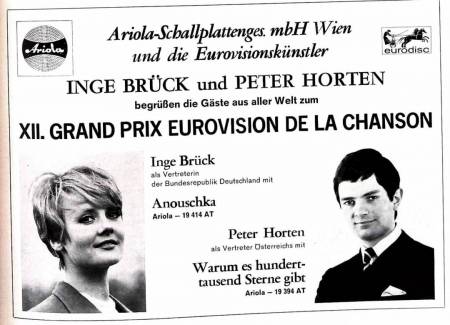 Ariola
eurodisc
Ariola-Schallplattenges. mbH Wien
und die Eurovisionskünstler
INGE BRÜCK und PETER HORTEN
begrüßen die Gäste aus aller Welt zum
XII. GRAND PRIX EUROVISION DE LA CHANSON
Inge Brück
als Vertreterin
der Bundesrepublik Deutschland mit
Anouschka
Ariola – 19 414 AT
Peter Horten
als Vertreter Österreichs mit
Warum es hundert-
tausend Sterne gibt
Ariola – 19 394 AT